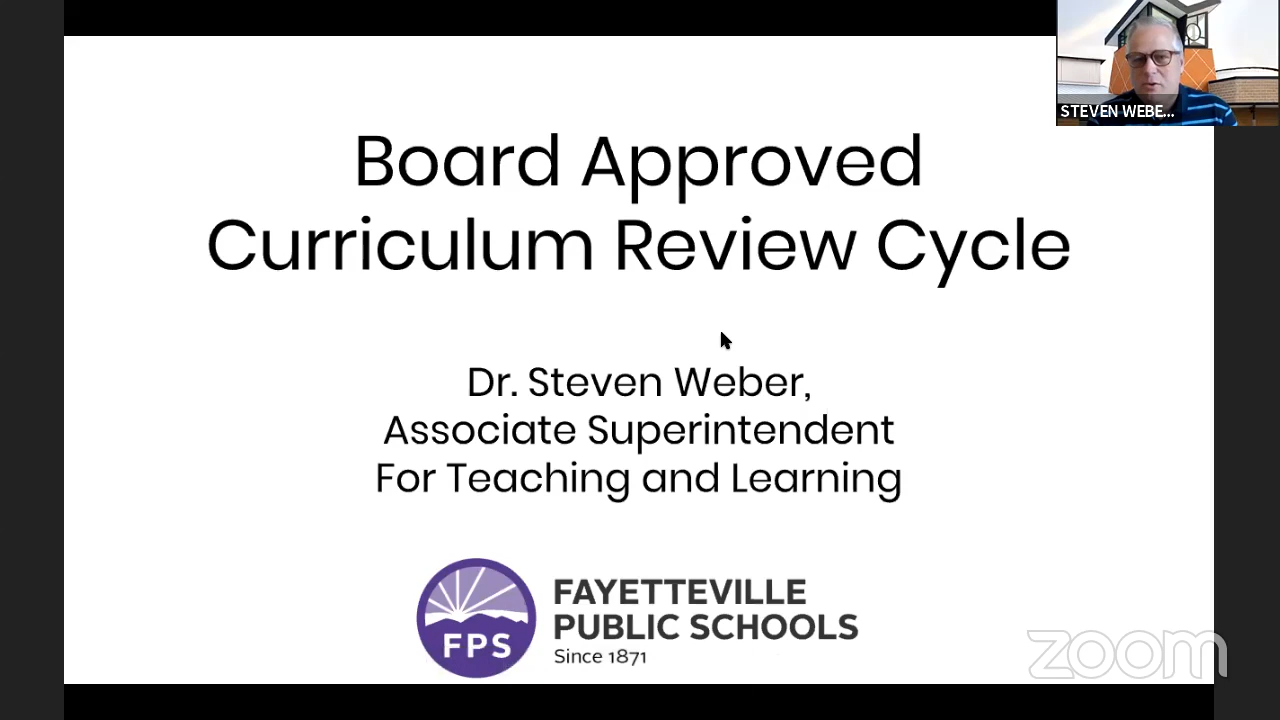 STEVEN WEBE...
Board Approved
Curriculum Review Cycle
Dr. Steven Weber,
Associate Superintendent
For Teaching and Learning
FPS
FAYETTEVILLE
PUBLIC SCHOOLS
Since 1871
zoom